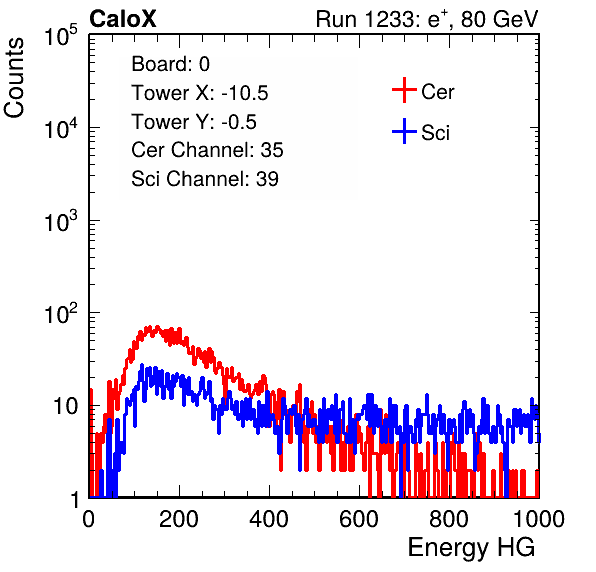 CaloX Run 1233: e⁺, 80 GeV
Counts
10⁵
10⁴
10³
10²
10
1
Board: 0
Tower X: -10.5
Tower Y: -0.5
Cer Channel: 35
Sci Channel: 39
Cer
Sci
0 200 400 600 800 1000
Energy HG